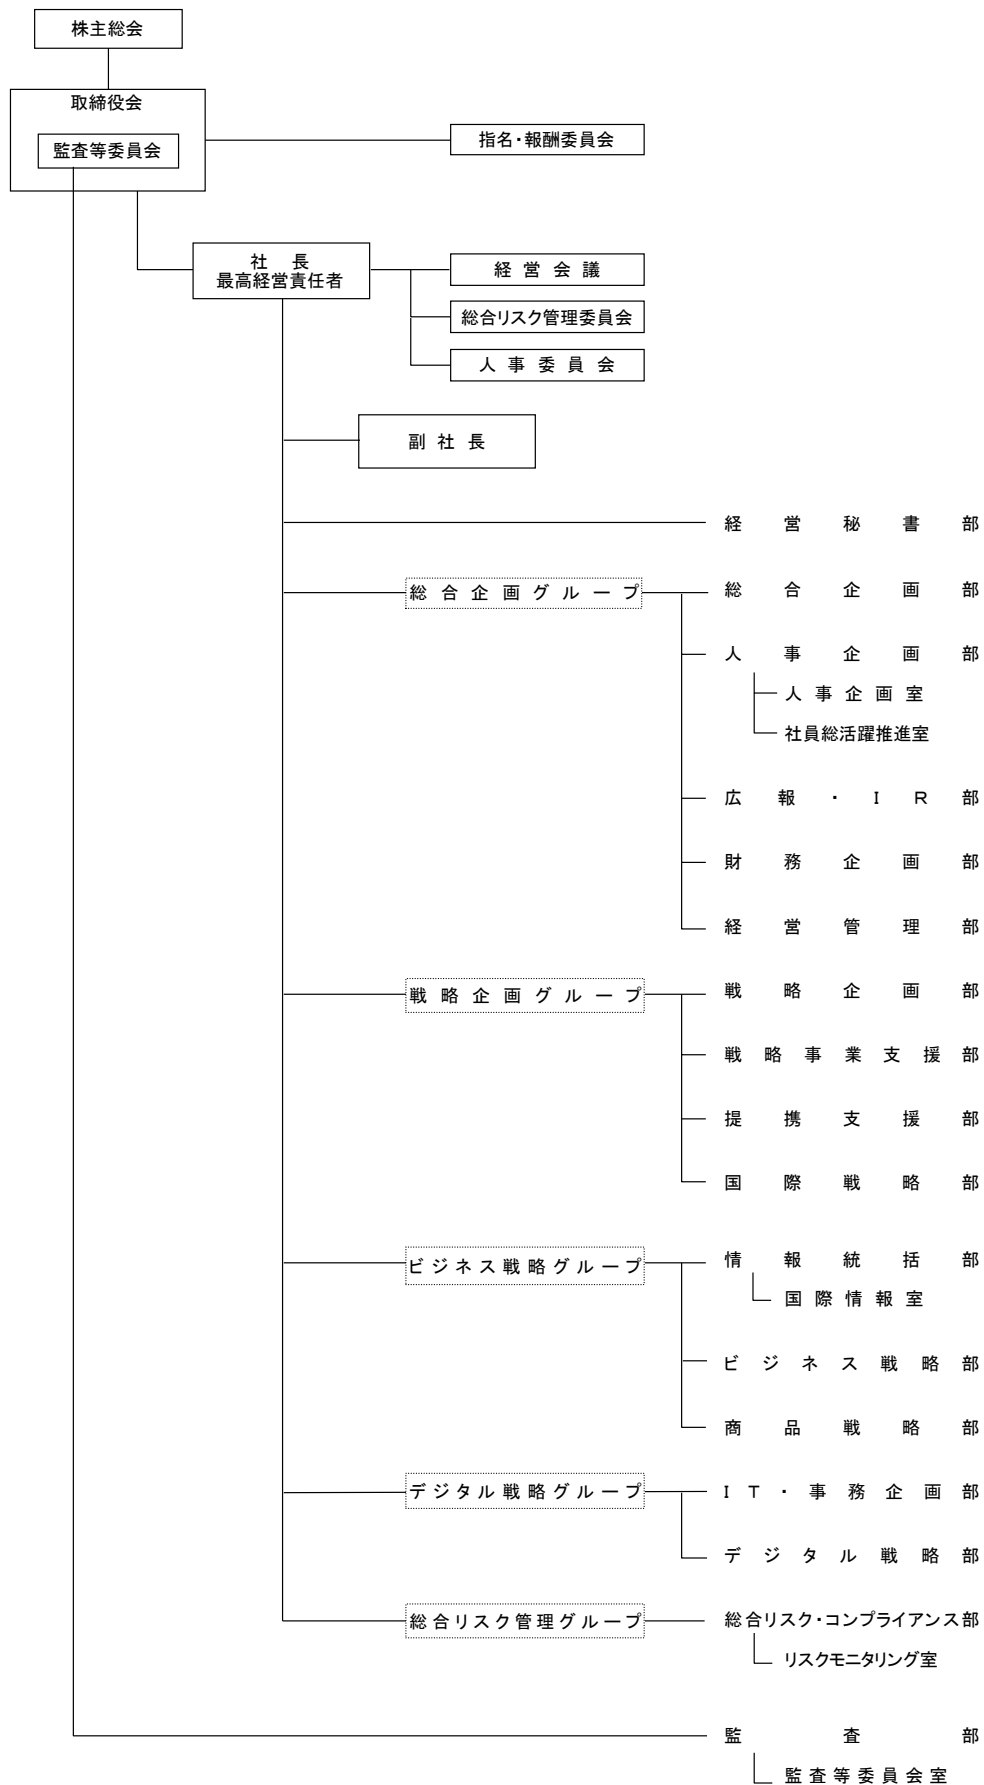 株主総会
取締役会
監査等委員会
指名・報酬委員会
社長
最高経営責任者
経営会議
総合リスク管理委員会
人事委員会
副社長
経営秘書部
総合企画グループ
総合企画部
人事企画部
人事企画室
社員総活躍推進室
広報・IR部
財務企画部
経営管理部
戦略企画グループ
戦略企画部
戦略事業支援部
提携支援部
国際戦略部
ビジネス戦略グループ
情報統括部
国際情報室
ビジネス戦略部
商品戦略部
デジタル戦略グループ
IT・事務企画部
デジタル戦略部
総合リスク管理グループ
総合リスク・コンプライアンス部
リスクモニタリング室
監査部
監査等委員会室